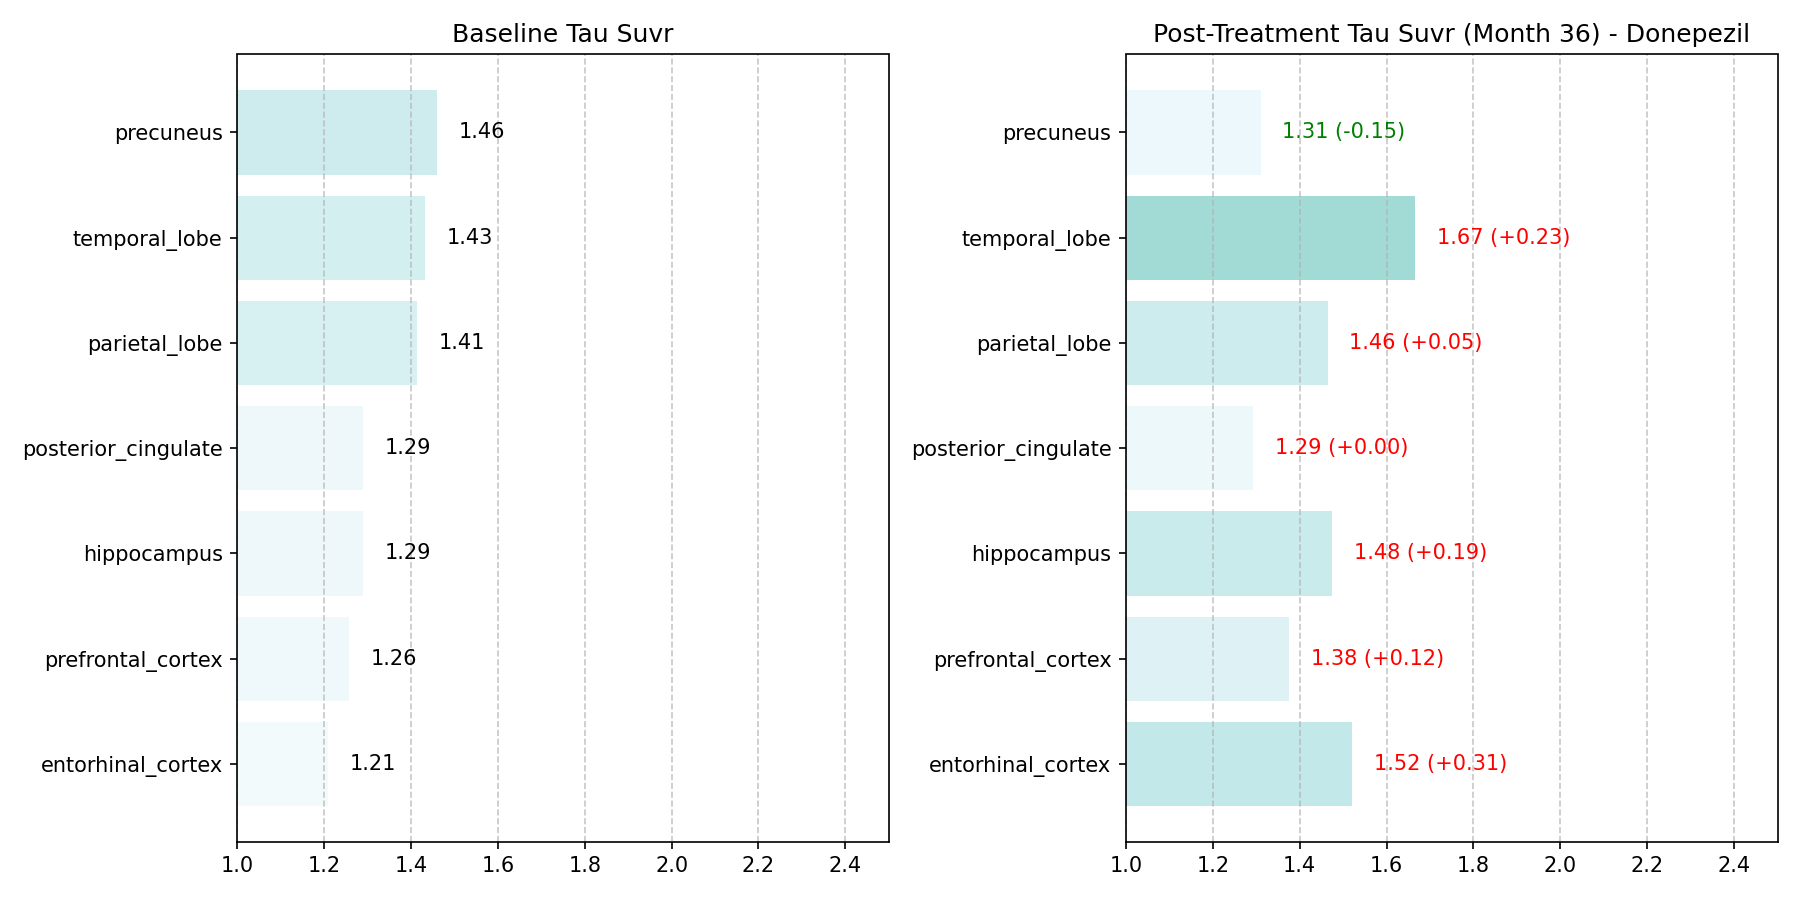 Baseline Tau Suvr
precuneus
1.46
temporal_lobe
1.43
parietal_lobe
1.41
posterior_cingulate
1.29
hippocampus
1.29
prefrontal_cortex
1.26
entorhinal_cortex
1.21
1.0 1.2 1.4 1.6 1.8 2.0 2.2 2.4
Post-Treatment Tau Suvr (Month 36) - Donepezil
precuneus
1.31 (-0.15)
temporal_lobe
1.67 (+0.23)
parietal_lobe
1.46 (+0.05)
posterior_cingulate
1.29 (+0.00)
hippocampus
1.48 (+0.19)
prefrontal_cortex
1.38 (+0.12)
entorhinal_cortex
1.52 (+0.31)
1.0 1.2 1.4 1.6 1.8 2.0 2.2 2.4